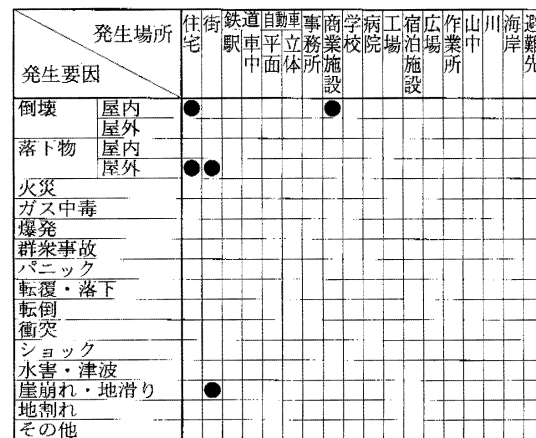 発生場所
発生要因
住宅
街
鉄道
駅
車中
自動車
平面
立体
事務所
商業施設
学校
病院
工場
宿泊施設
広場
作業所
山中
川
海岸
避難先
倒壊 屋内
屋外
落下物 屋内
屋外
火災
ガス中毒
爆発
群衆事故
パニック
転覆・落下
転倒
衝突
ショック
水害・津波
崖崩れ・地滑り
地割れ
その他